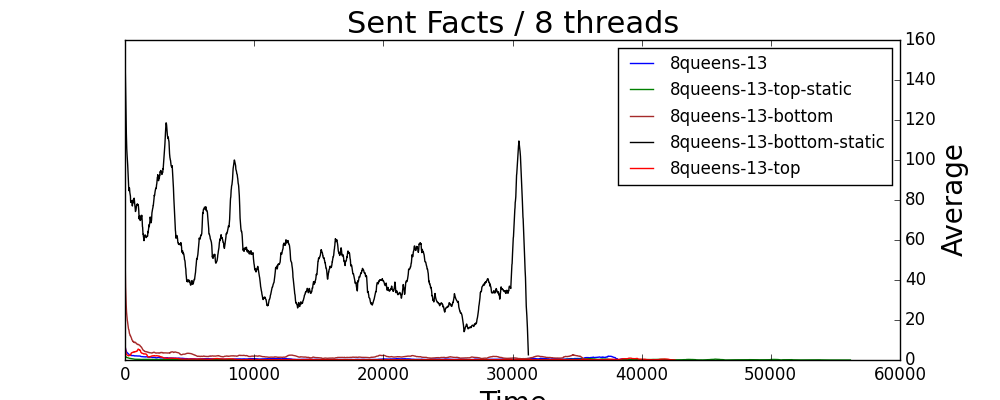 Sent Facts / 8 threads
160
140
120
100
80
60
40
20
0
Average
8queens-13
8queens-13-top-static
8queens-13-bottom
8queens-13-bottom-static
8queens-13-top
0 10000 20000 30000 40000 50000 60000
Time